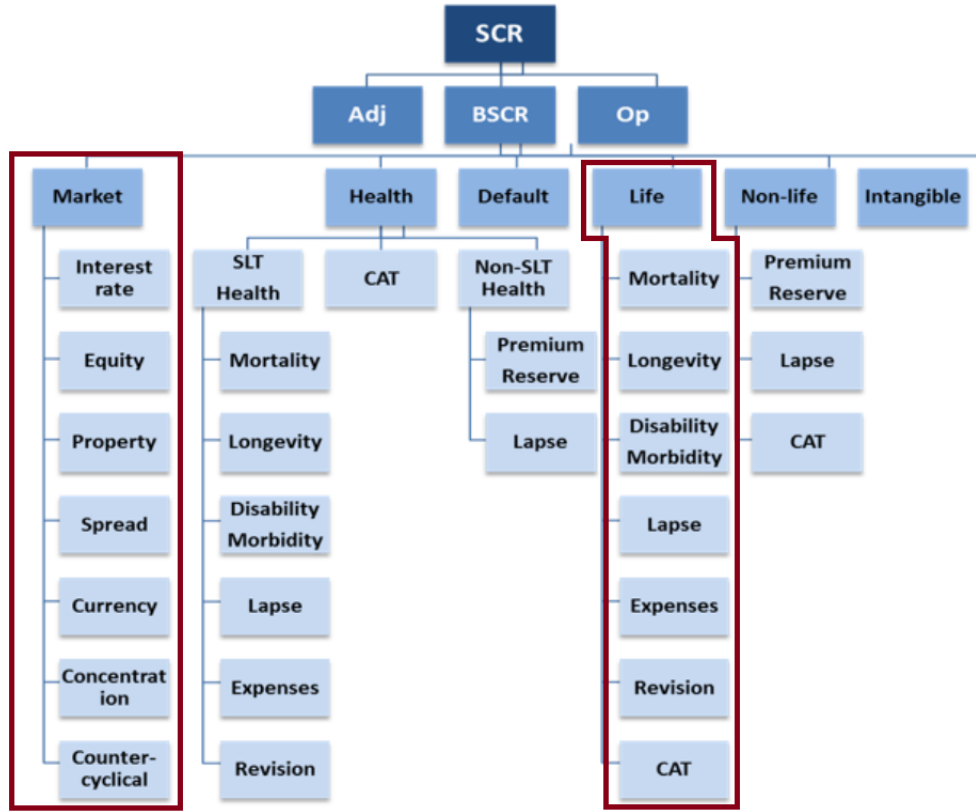 SCR
Adj
BSCR
Op
Market
Health
Default
Life
Non-life
Intangible
Interest
rate
Equity
Property
Spread
Currency
Concentrat
ion
Counter-
cyclical
SLT
Health
Mortality
Longevity
Disability
Morbidity
Lapse
Expenses
Revision
CAT
Non-SLT
Health
Premium
Reserve
Lapse
Mortality
Longevity
Disability
Morbidity
Lapse
Expenses
Revision
CAT
Premium
Reserve
Lapse
CAT